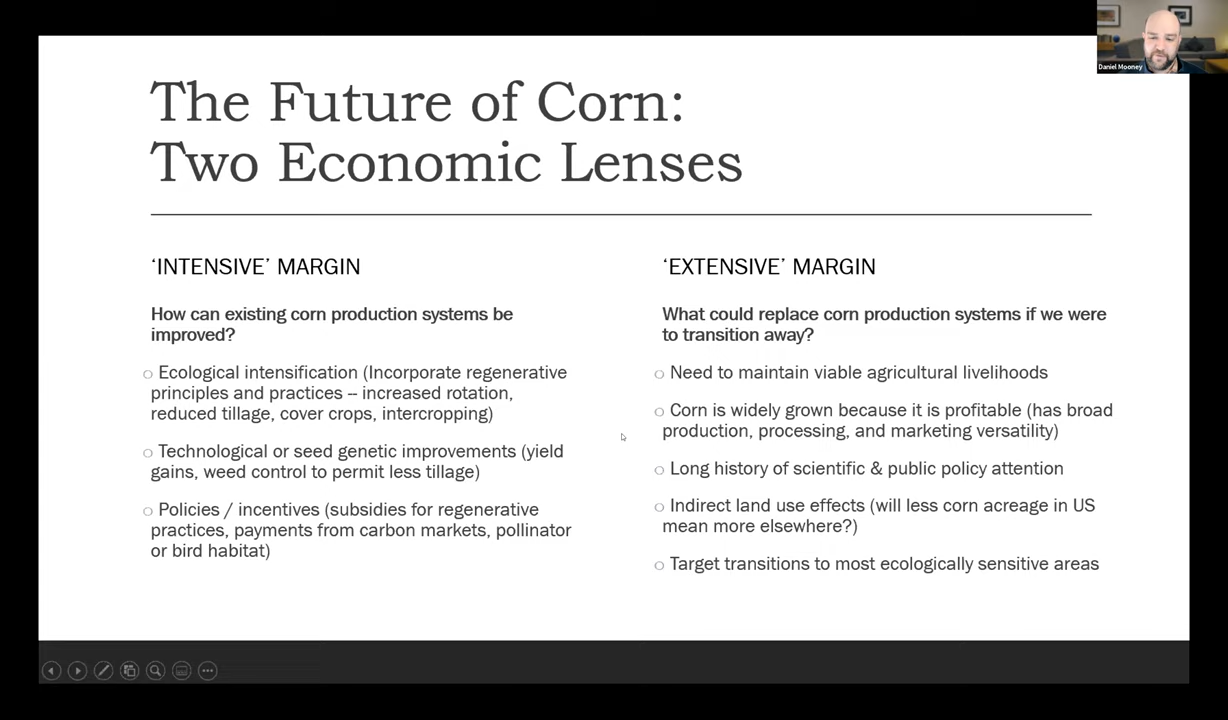 Daniel Mooney
The Future of Corn:
Two Economic Lenses
‘INTENSIVE’ MARGIN
How can existing corn production systems be
improved?
Ecological intensification (Incorporate regenerative
principles and practices -- increased rotation,
reduced tillage, cover crops, intercropping)
Technological or seed genetic improvements (yield
gains, weed control to permit less tillage)
Policies / incentives (subsidies for regenerative
practices, payments from carbon markets, pollinator
or bird habitat)
‘EXTENSIVE’ MARGIN
What could replace corn production systems if we were
to transition away?
Need to maintain viable agricultural livelihoods
Corn is widely grown because it is profitable (has broad
production, processing, and marketing versatility)
Long history of scientific & public policy attention
Indirect land use effects (will less corn acreage in US
mean more elsewhere?)
Target transitions to most ecologically sensitive areas